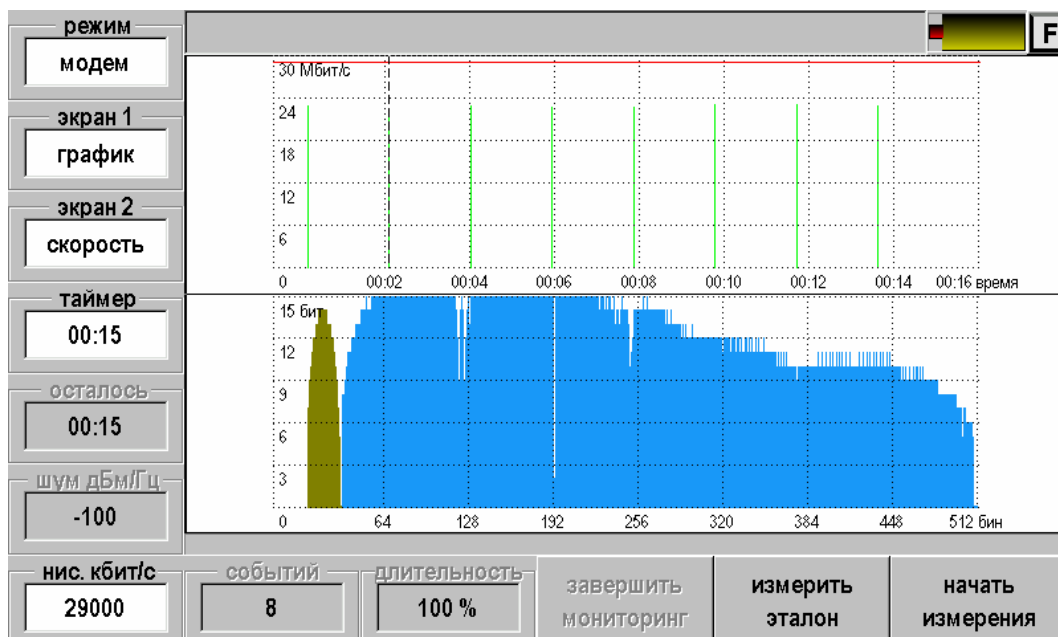 режим
модем
F
экран 1
график
экран 2
скорость
таймер
00:15
осталось
00:15
шум дБм/Гц
-100
30 Мбит/с
24
18
12
6
0 00:02 00:04 00:06 00:08 00:10 00:12 00:14 00:16 время
15 бит
12
9
6
3
0 64 128 192 256 320 384 448 512 бин
нис. кбит/с
29000
событий
8
длительность
100 %
завершить
мониторинг
измерить
эталон
начать
измерения